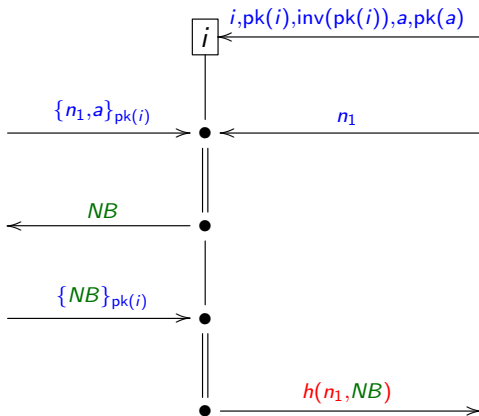 i,pk(i),inv(pk(i)),a,pk(a)
i
{n₁,a}pk(i)
n₁
NB
{NB}pk(i)
h(n₁,NB)